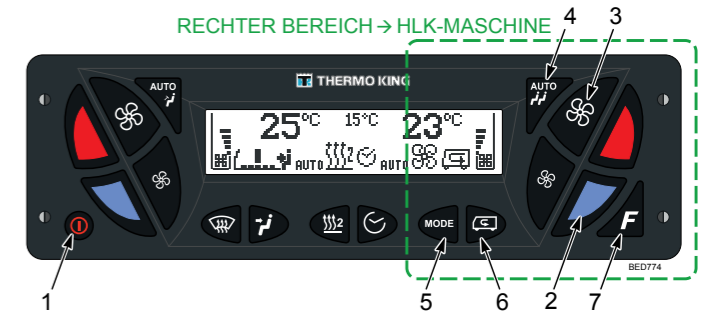 RECHTER BEREICH → HLK-MASCHINE
4 3
AUTO
THERMO KING
AUTO
25°C 15°C 23°C
AUTO 2 AUTO
2
MODE
F
BED774
1 5 6 2 7